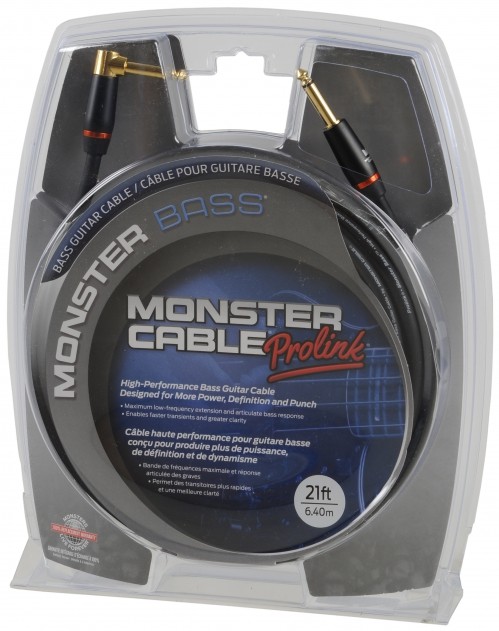 BASS GUITAR CABLE / CÂBLE POUR GUITARE BASSE
MONSTER BASS®
MONSTER
CABLE® Prolink®
High-Performance Bass Guitar Cable
Designed for More Power, Definition and Punch
• Maximum low-frequency extension and articulate bass response
• Enables faster transients and greater clarity
Câble haute performance pour guitare basse
conçu pour produire plus de puissance,
de définition et de dynamisme
• Bande de fréquences maximale et réponse
articulée des graves
• Permet des transitoires plus rapides
et une meilleure clarté
21ft
6.40m
MONSTER